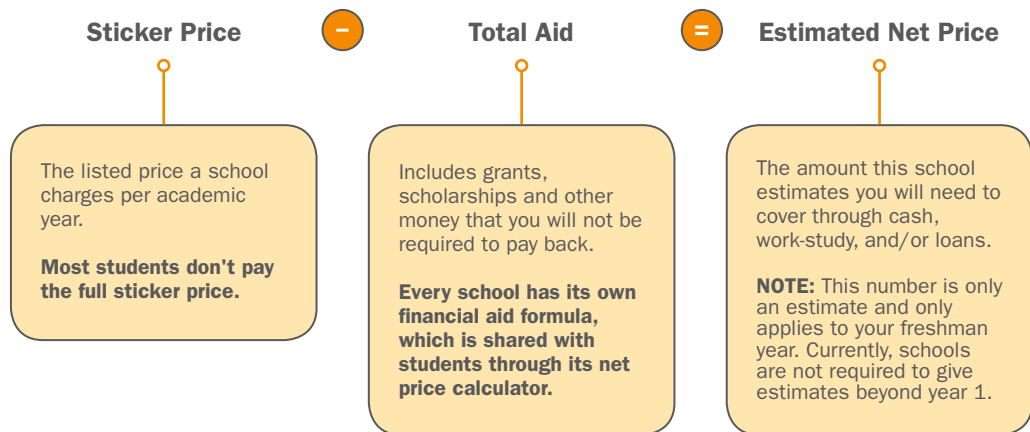 Sticker Price
–
Total Aid
=
Estimated Net Price
The listed price a school
charges per academic
year.
Most students don't pay
the full sticker price.
Includes grants,
scholarships and other
money that you will not be
required to pay back.
Every school has its own
financial aid formula,
which is shared with
students through its net
price calculator.
The amount this school
estimates you will need to
cover through cash,
work-study, and/or loans.
NOTE: This number is only
an estimate and only
applies to your freshman
year. Currently, schools
are not required to give
estimates beyond year 1.